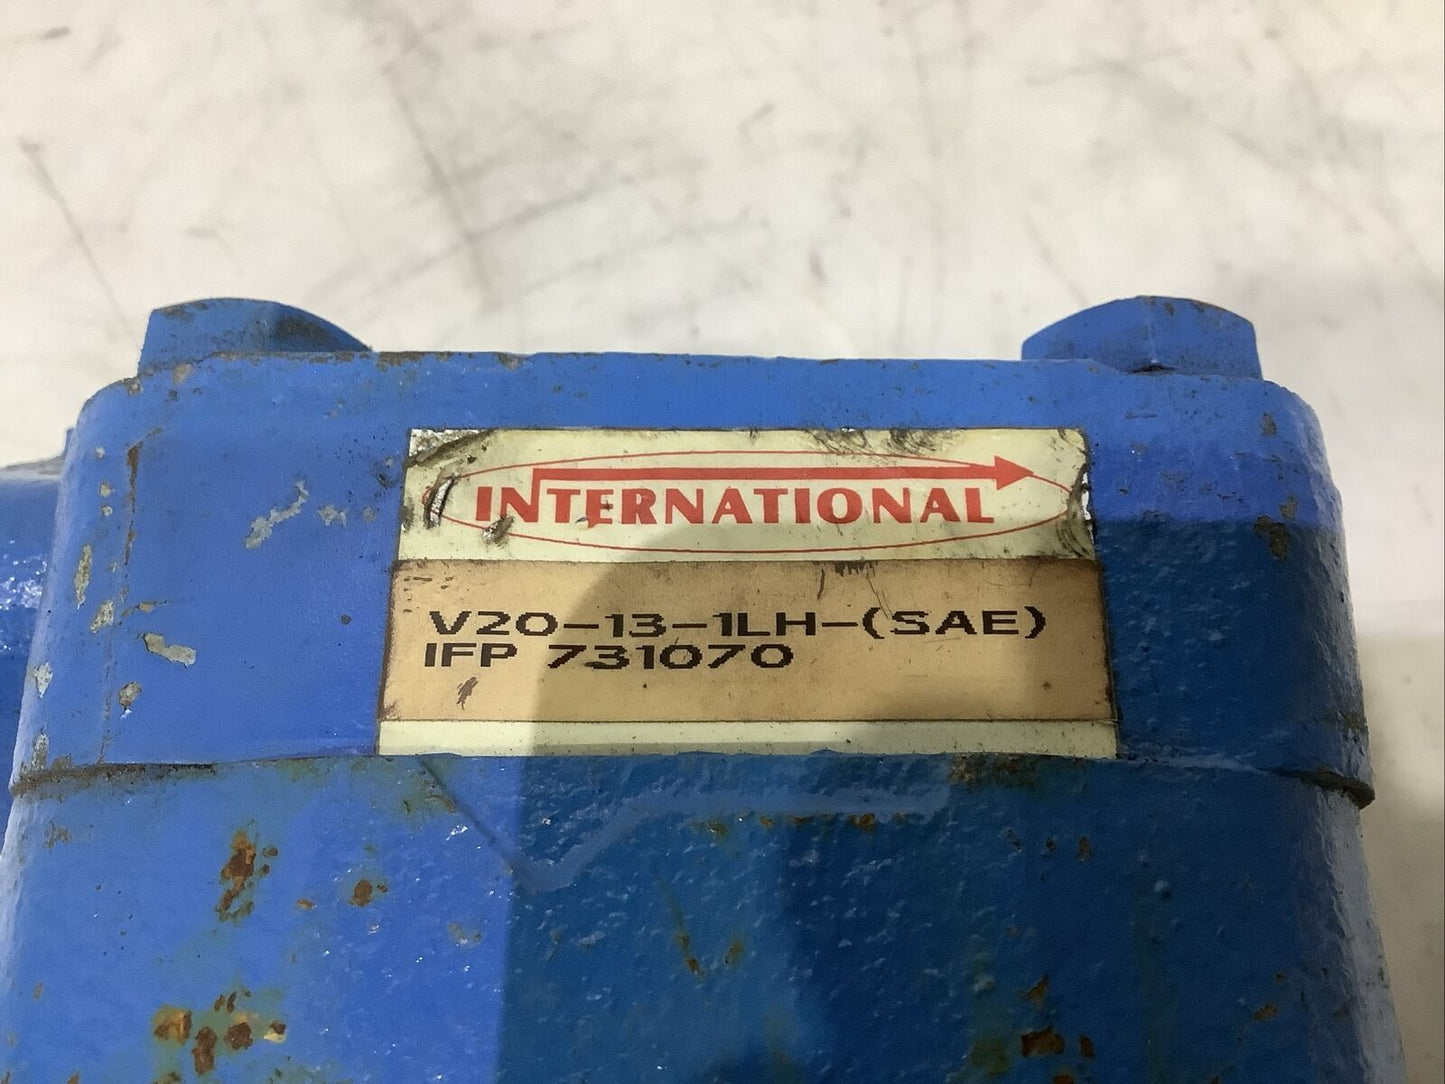 INTERNATIONAL
V20-13-1LH-(SAE)
IFP 731070